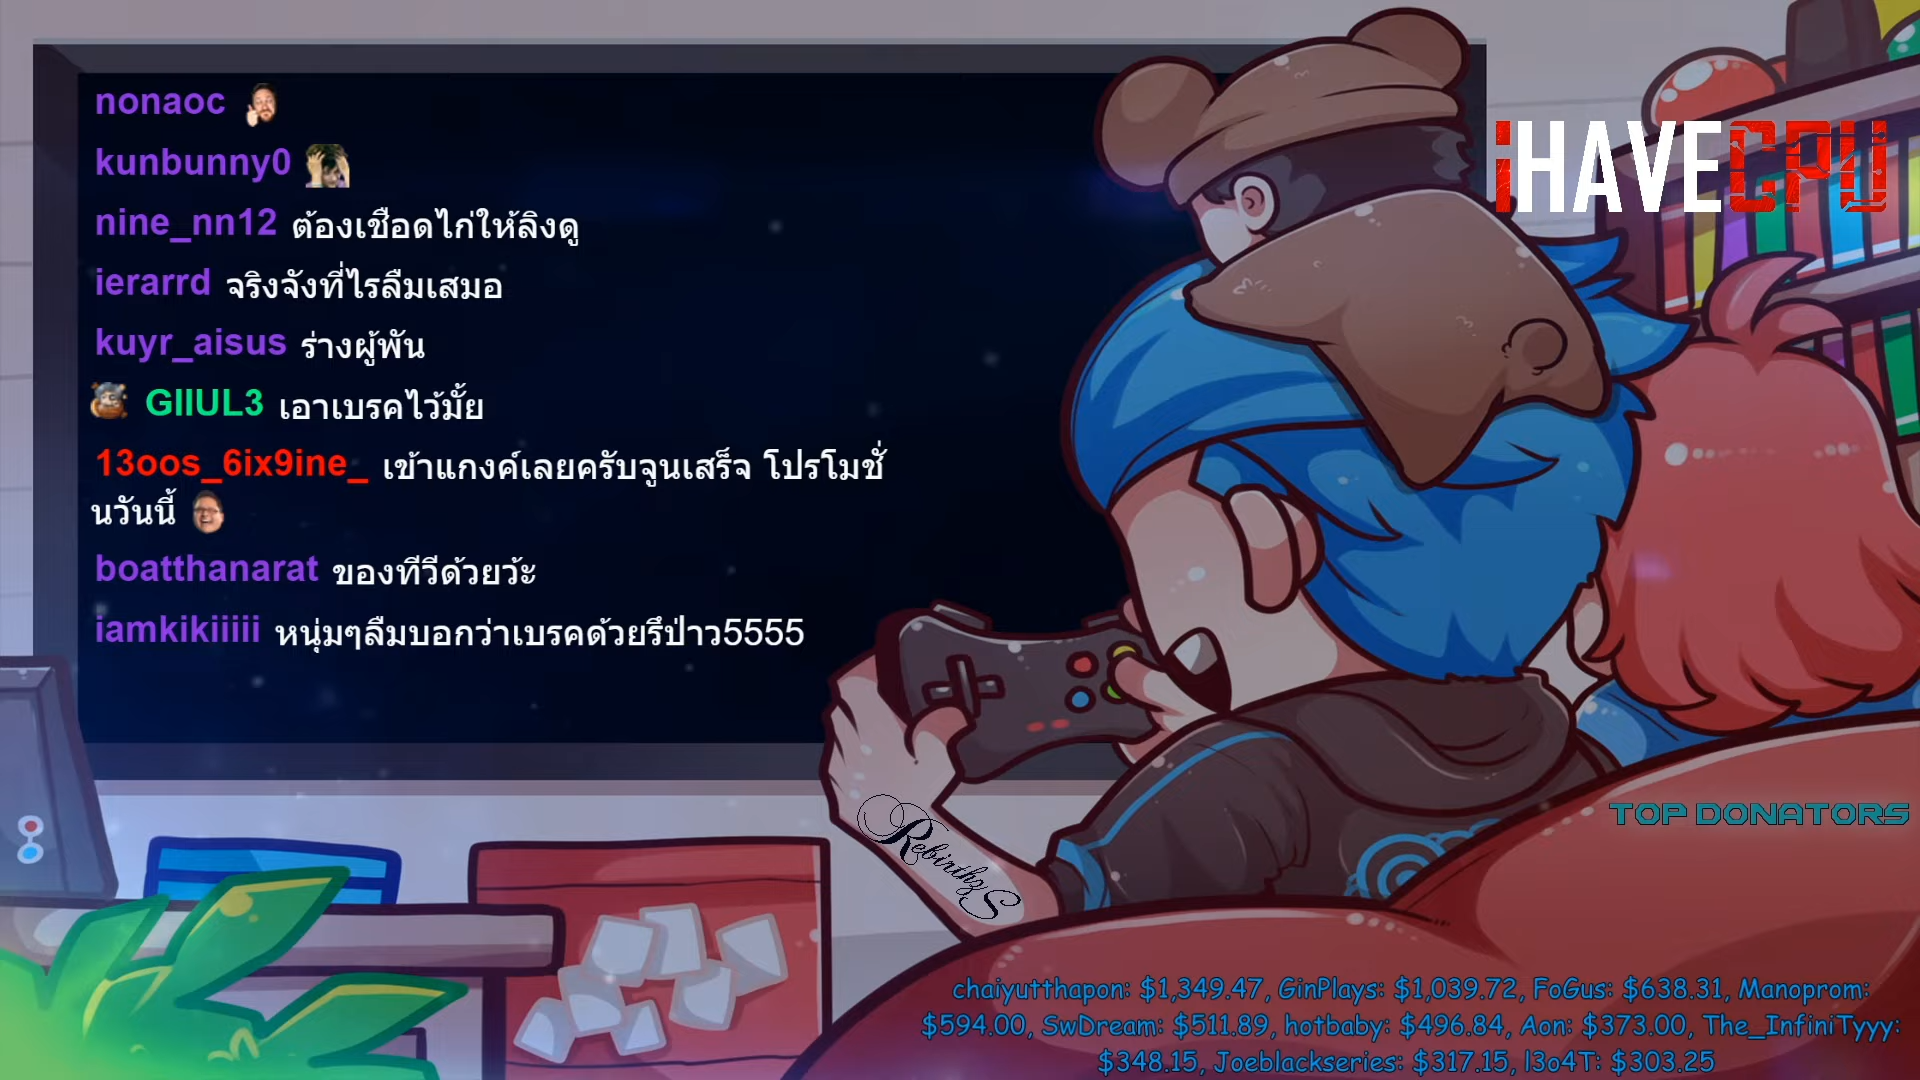 nonaoc
kunbunny0
nine_nn12 ต้องเชือดไก่ให้ลิงดู
ierarrd จริงจังที่ไรลืมเสมอ
kuyr_aisus ร่างผู้พัน
GIIUL3 เอาเบรคไว้มั้ย
13oos_6ix9ine_ เข้าแกงค์เลยครับจูนเสร็จ โปรโมชั่
นวันนี้
boatthanarat ของทีวีด้วยว้ะ
iamkikiiiii หนุ่มๆลืมบอกว่าเบรคด้วยรึป่าว5555
iHAVECPU
RebirthzS
TOP DONATORS
chaiyutthapon: $1,349.47, GinPlays: $1,039.72, FoGus: $638.31, Manoprom:
$594.00, SwDream: $511.89, hotbaby: $496.84, Aon: $373.00, The_InfiniTyyy:
$348.15, Joeblackseries: $317.15, l3o4T: $303.25